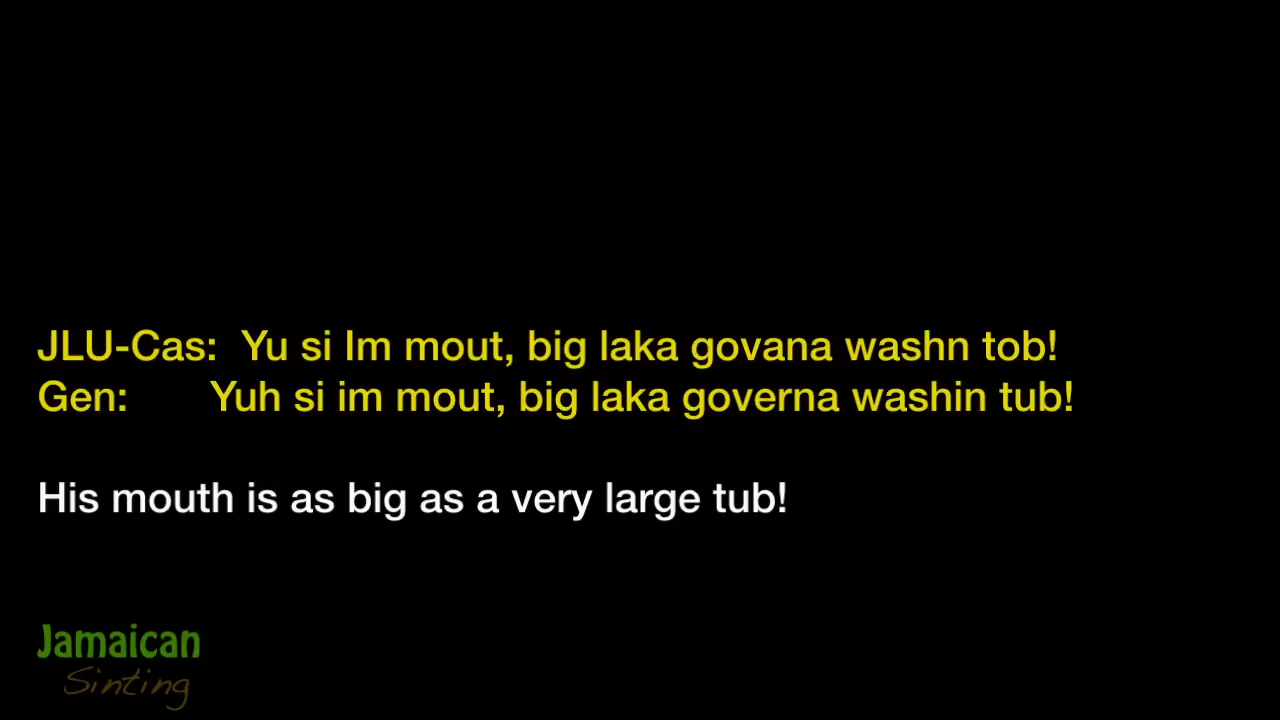 JLU-Cas: Yu si Im mout, big laka govana washn tob!
Gen: Yuh si im mout, big laka governa washin tub!
His mouth is as big as a very large tub!
Jamaican
Sinting